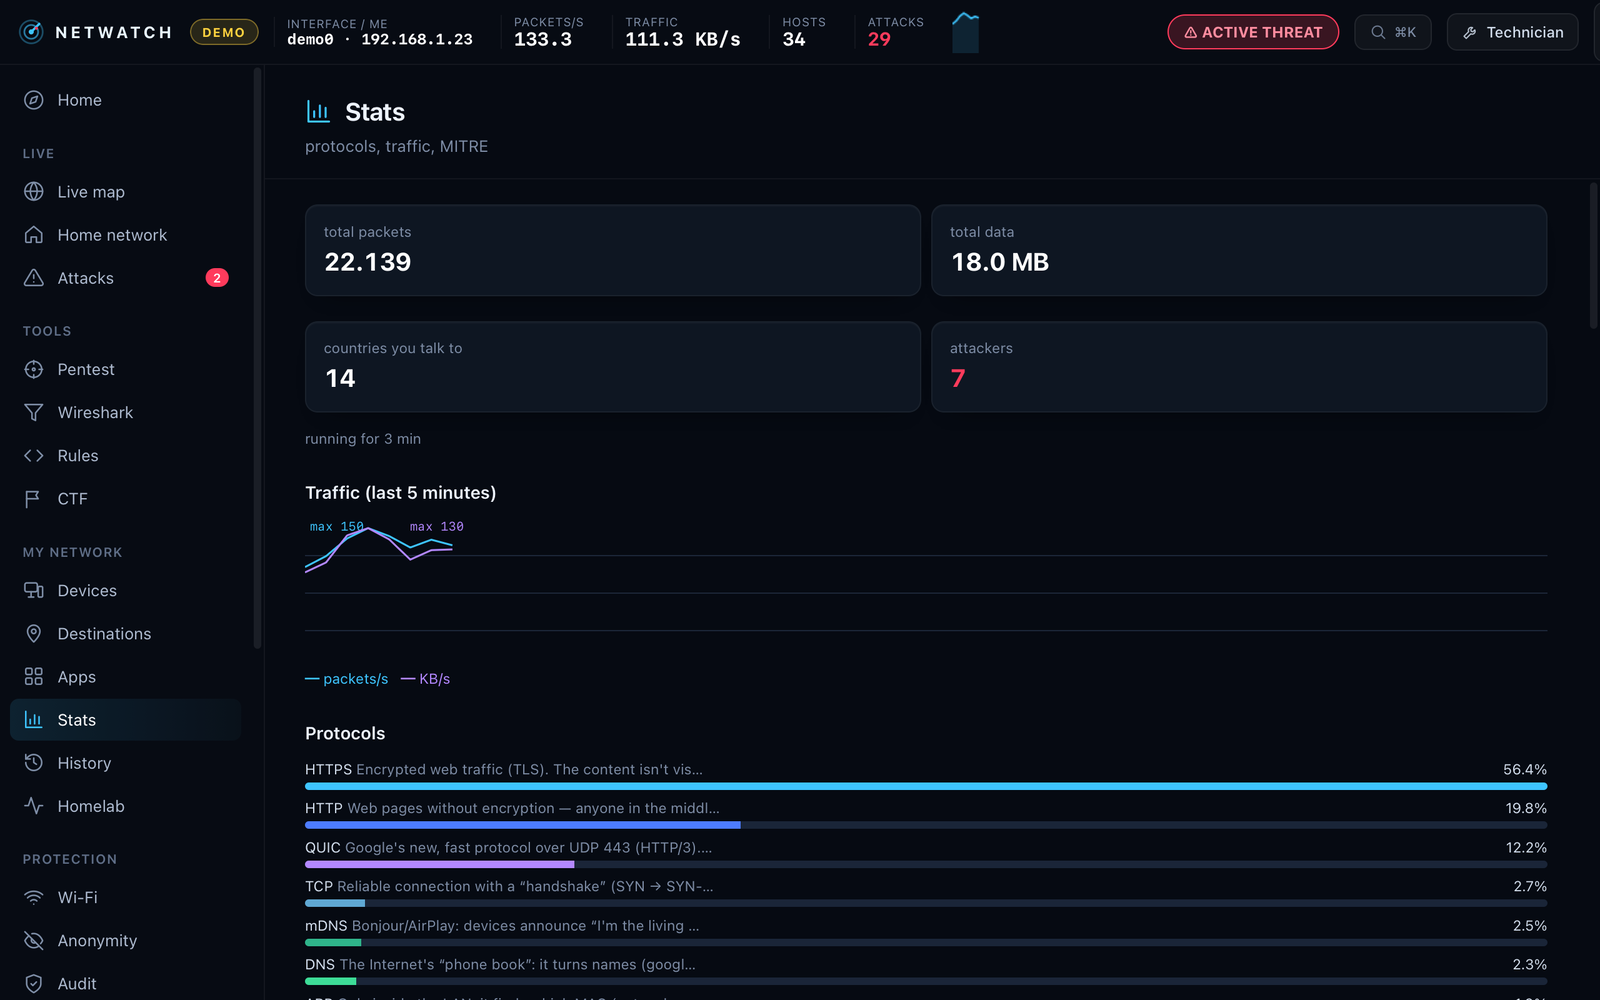 NETWATCH
DEMO
INTERFACE / ME
demo0 · 192.168.1.23
PACKETS/S
133.3
TRAFFIC
111.3 KB/s
HOSTS
34
ATTACKS
29
ACTIVE THREAT
⌘K
Technician
Home
LIVE
Live map
Home network
Attacks
2
TOOLS
Pentest
Wireshark
Rules
CTF
MY NETWORK
Devices
Destinations
Apps
Stats
History
Homelab
PROTECTION
Wi-Fi
Anonymity
Audit
Stats
protocols, traffic, MITRE
total packets
22.139
total data
18.0 MB
countries you talk to
14
attackers
7
running for 3 min
Traffic (last 5 minutes)
max 150
max 130
packets/s
KB/s
Protocols
HTTPS Encrypted web traffic (TLS). The content isn't vis...
56.4%
HTTP Web pages without encryption — anyone in the middl...
19.8%
QUIC Google's new, fast protocol over UDP 443 (HTTP/3)....
12.2%
TCP Reliable connection with a “handshake” (SYN → SYN-...
2.7%
mDNS Bonjour/AirPlay: devices announce “I'm the living ...
2.5%
DNS The Internet's “phone book”: it turns names (googl...
2.3%